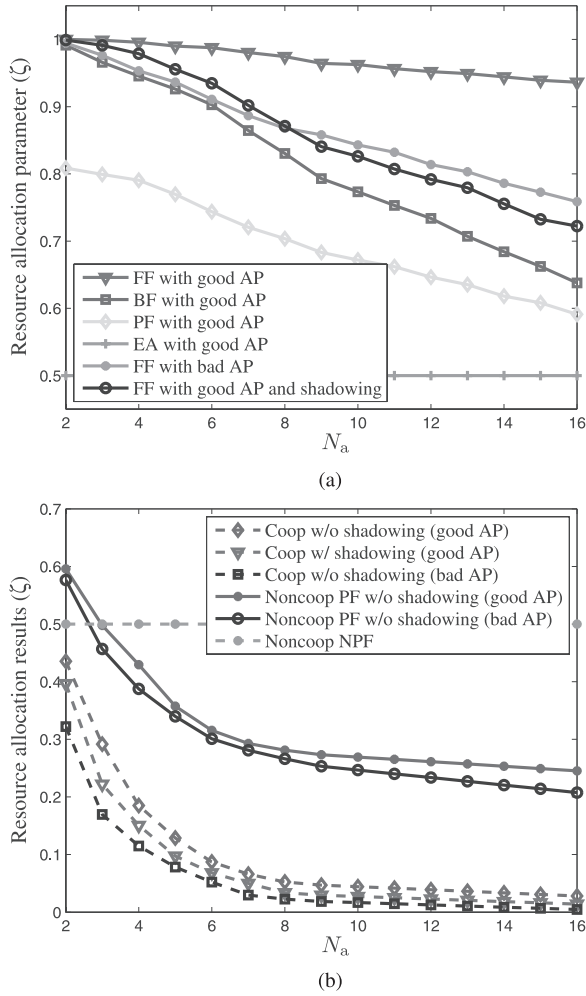 Resource allocation parameter (ζ)
1
0.9
0.8
0.7
0.6
0.5
FF with good AP
BF with good AP
PF with good AP
EA with good AP
FF with bad AP
FF with good AP and shadowing
2 4 6 8 10 12 14 16
Na
(a)
Resource allocation results (ζ)
0.7
0.6
0.5
0.4
0.3
0.2
0.1
0
Coop w/o shadowing (good AP)
Coop w/ shadowing (good AP)
Coop w/o shadowing (bad AP)
Noncoop PF w/o shadowing (good AP)
Noncoop PF w/o shadowing (bad AP)
Noncoop NPF
2 4 6 8 10 12 14 16
Na
(b)